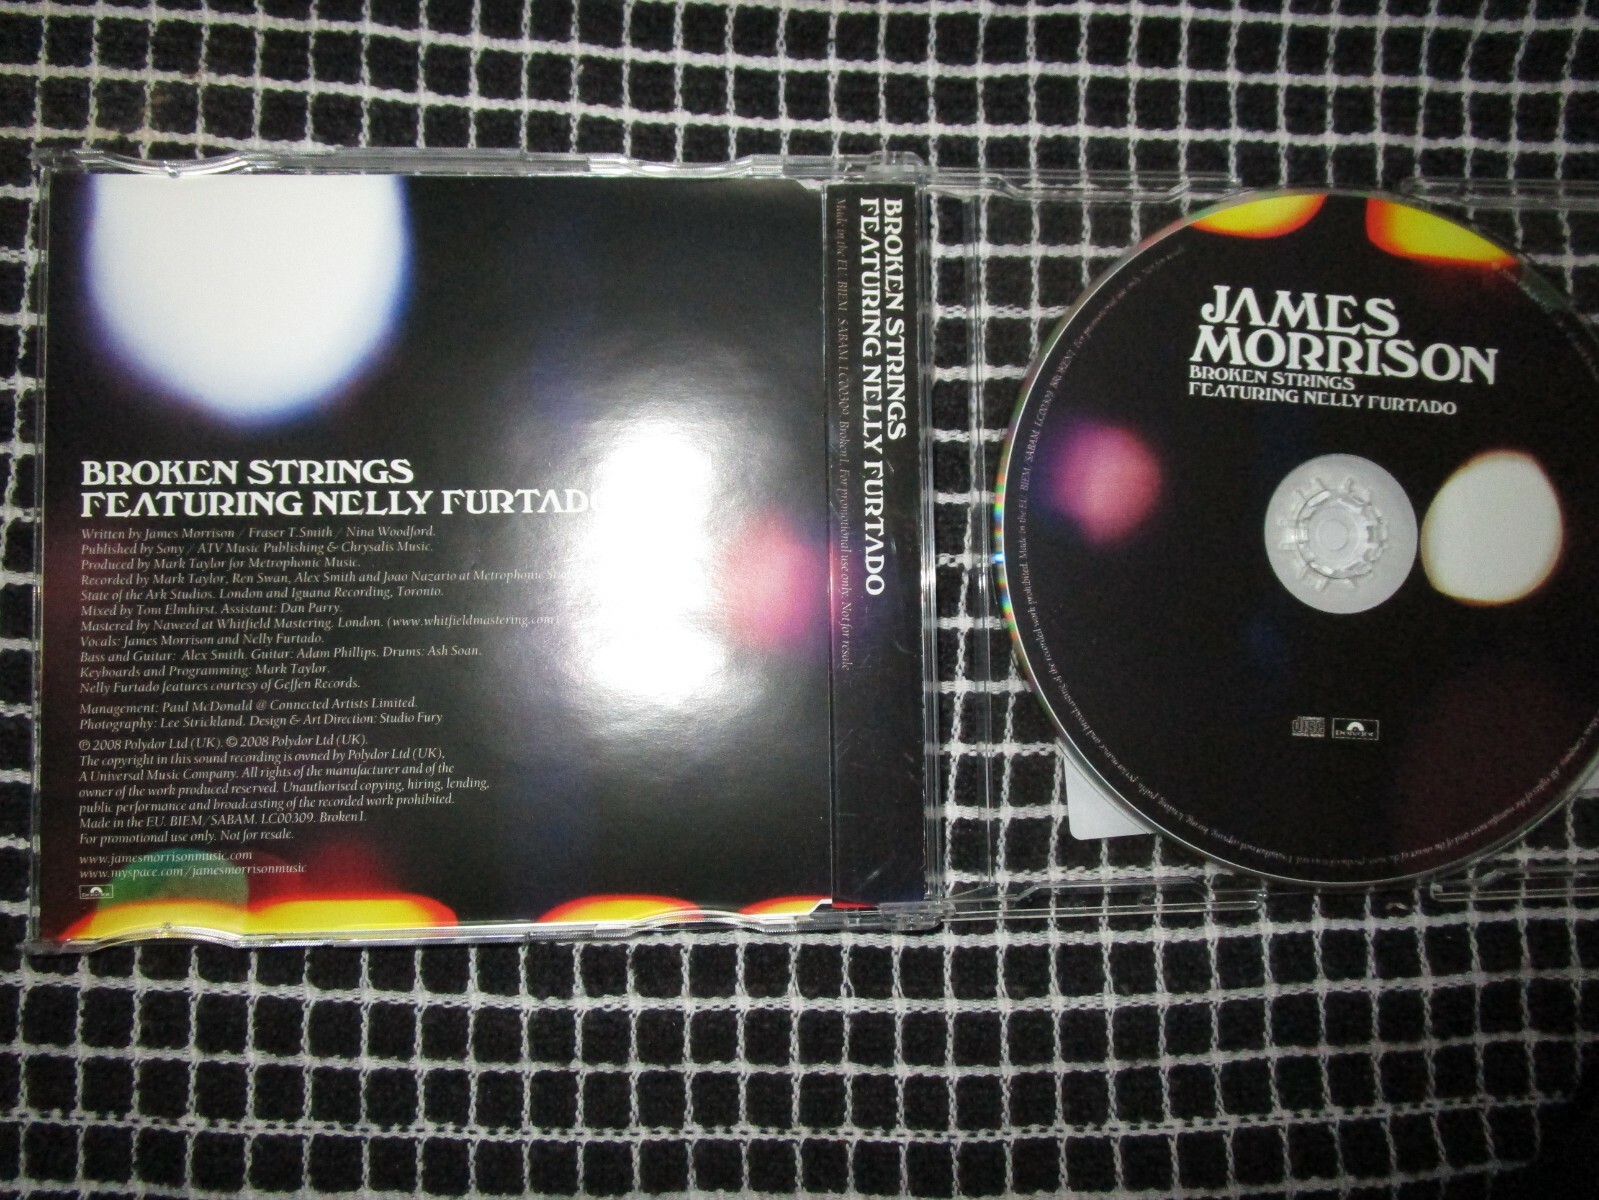 BROKEN STRINGS
FEATURING NELLY FURTADO
Written by James Morrison / Fraser T.Smith / Nina Woodford.
Published by Sony / ATV Music Publishing & Chrysalis Music.
Produced by Mark Taylor for Metrophonic Music.
Recorded by Mark Taylor, Ren Swan, Alex Smith and Joao Nazario at Metrophonic
State of the Ark Studios. London and Iguana Recording, Toronto.
Mixed by Tom Elmhirst. Assistant: Dan Parry.
Mastered by Naweed at Whitfield Mastering. London. (www.whitfieldmastering.com)
Vocals: James Morrison and Nelly Furtado.
Bass and Guitar: Alex Smith. Guitar: Adam Phillips. Drums: Ash Soan.
Keyboards and Programming: Mark Taylor.
Nelly Furtado features courtesy of Geffen Records.
Management: Paul McDonald @ Connected Artists Limited.
Photography: Lee Strickland. Design & Art Direction: Studio Fury
℗ 2008 Polydor Ltd (UK). © 2008 Polydor Ltd (UK).
The copyright in this sound recording is owned by Polydor Ltd (UK),
A Universal Music Company. All rights of the manufacturer and of the
owner of the work produced reserved. Unauthorised copying, hiring, lending,
public performance and broadcasting of the recorded work prohibited.
Made in the EU. BIEM/SABAM. LC00309. Broken1.
For promotional use only. Not for resale.
www.jamesmorrisonmusic.com
www.myspace.com/jamesmorrisonmusic
Polydor
BROKEN STRINGS
FEATURING NELLY FURTADO
Made in the EU. BIEM/SABAM. LC00309. Broken1. For promotional use only. Not for resale
JAMES
MORRISON
BROKEN STRINGS
FEATURING NELLY FURTADO
disc
Polydor